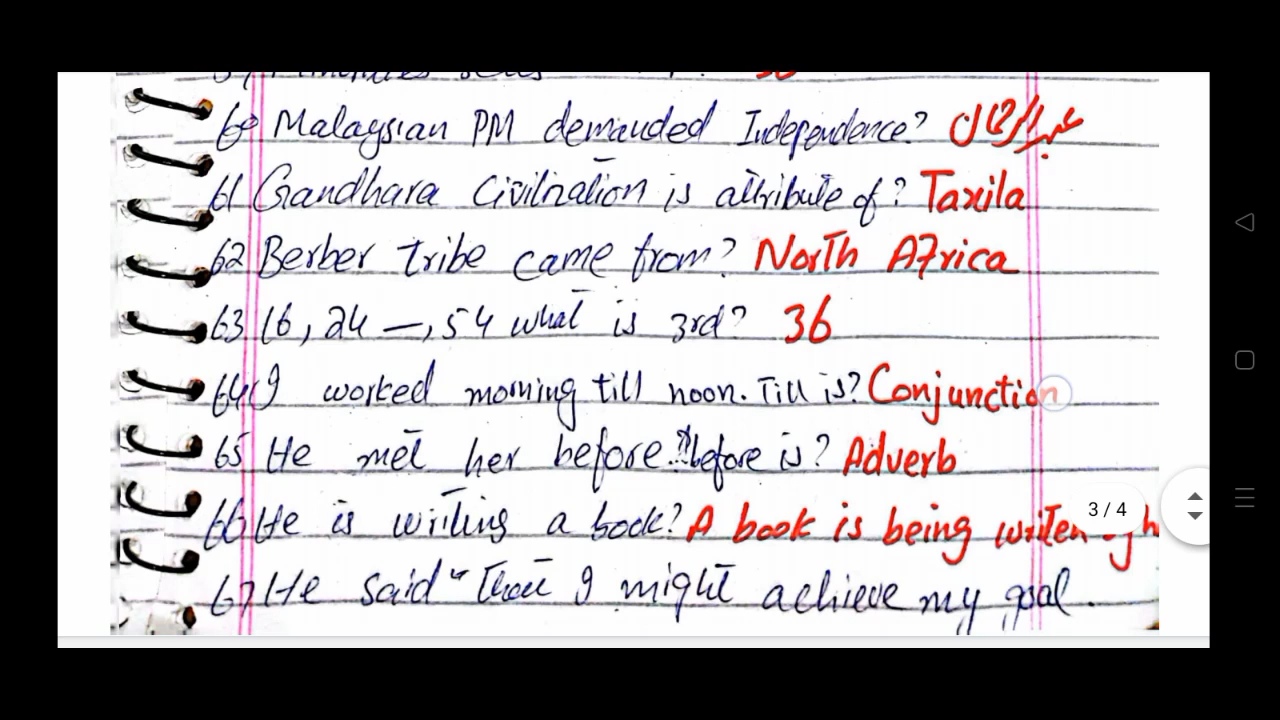 60 Malaysian PM demanded Independence? عبدالرحمان
61 Gandhara Civilization is attribute of? Taxila
62 Berber tribe came from? North Africa
63 16, 24 —, 54 what is 3rd? 36
64 I worked morning till noon. Till is? Conjunction
65 He met her before. before is? Adverb
66 He is writing a book? A book is being writen
3 / 4
67 He said "that I might achieve my goal.